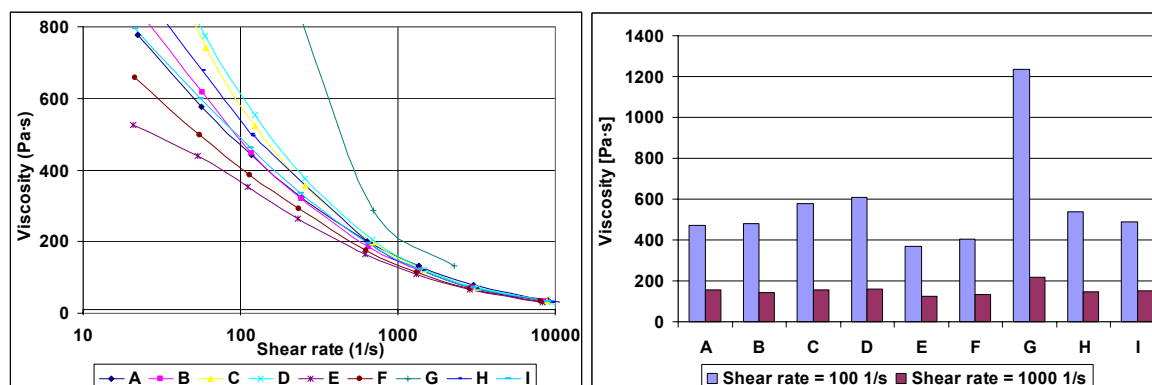 800
600
400
200
0
Viscosity (Pa·s)
10 100 1000 10000
Shear rate (1/s)
A B C D E F G H I
1400
1200
1000
800
600
400
200
0
Viscosity [Pa·s]
A B C D E F G H I
Shear rate = 100 1/s Shear rate = 1000 1/s